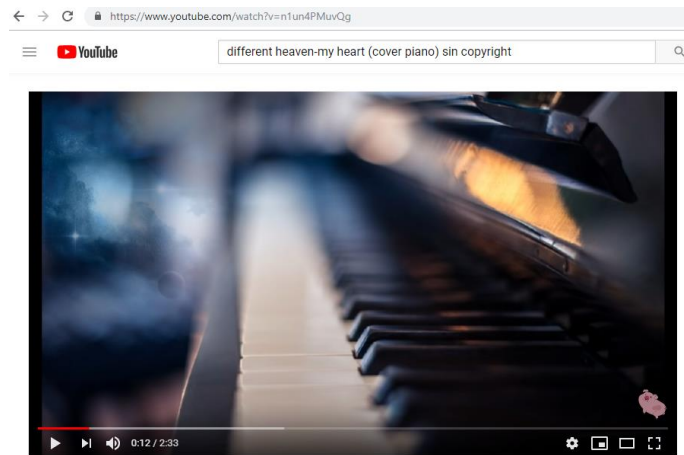 https://www.youtube.com/watch?v=n1un4PMuvQg
YouTube
different heaven-my heart (cover piano) sin copyright
0:12 / 2:33